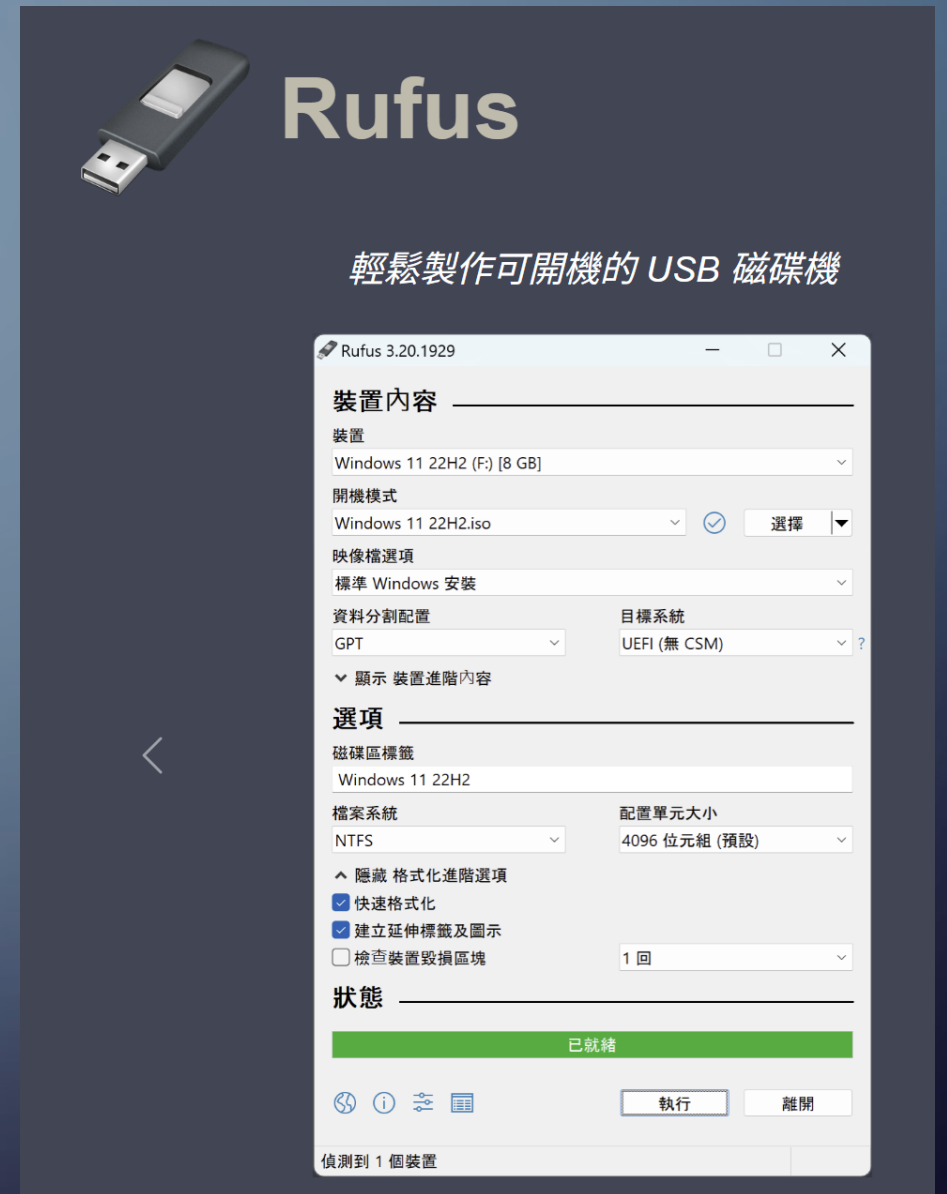 Rufus
輕鬆製作可開機的 USB 磁碟機
Rufus 3.20.1929
裝置內容
裝置
Windows 11 22H2 (F:) [8 GB]
開機模式
Windows 11 22H2.iso
選擇
映像檔選項
標準 Windows 安裝
資料分割配置
目標系統
GPT
UEFI (無 CSM)
?
顯示 裝置進階內容
選項
磁碟區標籤
Windows 11 22H2
檔案系統
配置單元大小
NTFS
4096 位元組 (預設)
隱藏 格式化進階選項
快速格式化
建立延伸標籤及圖示
檢查裝置毀損區塊
1 回
狀態
已就緒
執行
離開
偵測到 1 個裝置